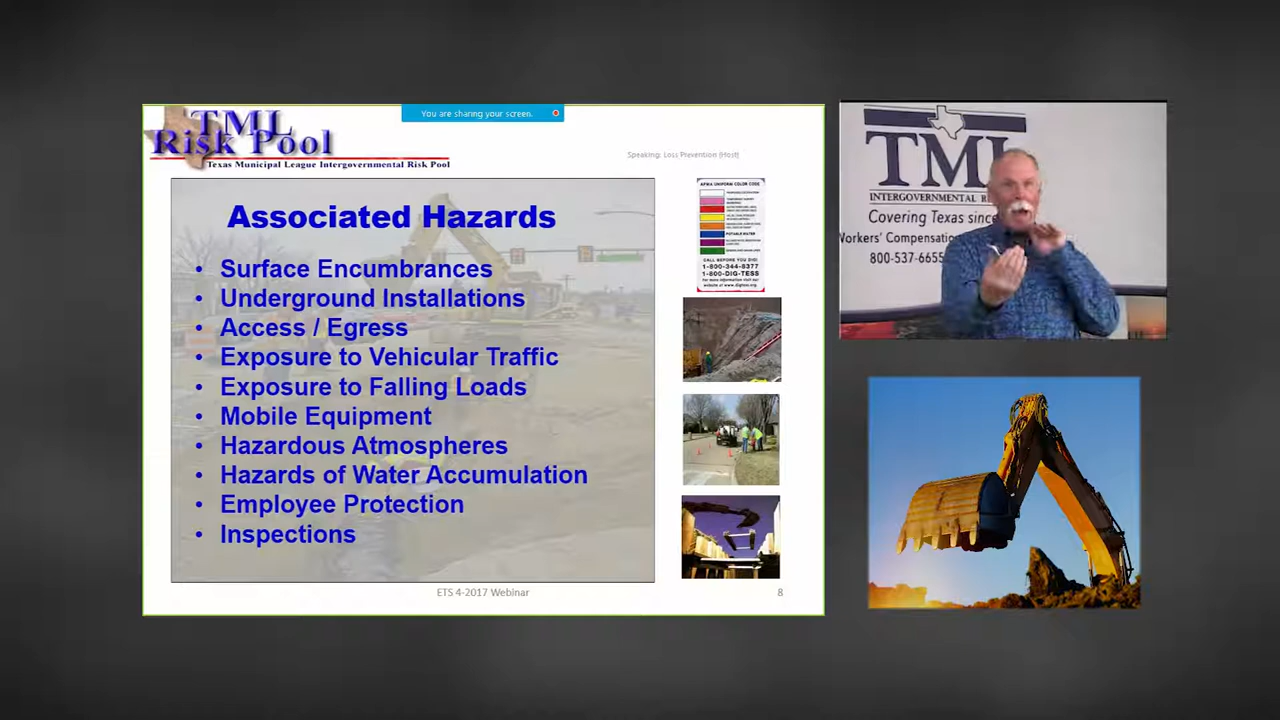 TML
Risk Pool
Texas Municipal League Intergovernmental Risk Pool
You are sharing your screen.
Speaking: Loss Prevention (Host)
Associated Hazards
• Surface Encumbrances
• Underground Installations
• Access / Egress
• Exposure to Vehicular Traffic
• Exposure to Falling Loads
• Mobile Equipment
• Hazardous Atmospheres
• Hazards of Water Accumulation
• Employee Protection
• Inspections
APWA UNIFORM COLOR CODE
POTABLE WATER
CALL BEFORE YOU DIG!
1-800-344-8377
1-800-DIG-TESS
ETS 4-2017 Webinar
8
TML
INTERGOVERNMENTAL
Covering Texas since
Workers' Compensation
800-537-6655